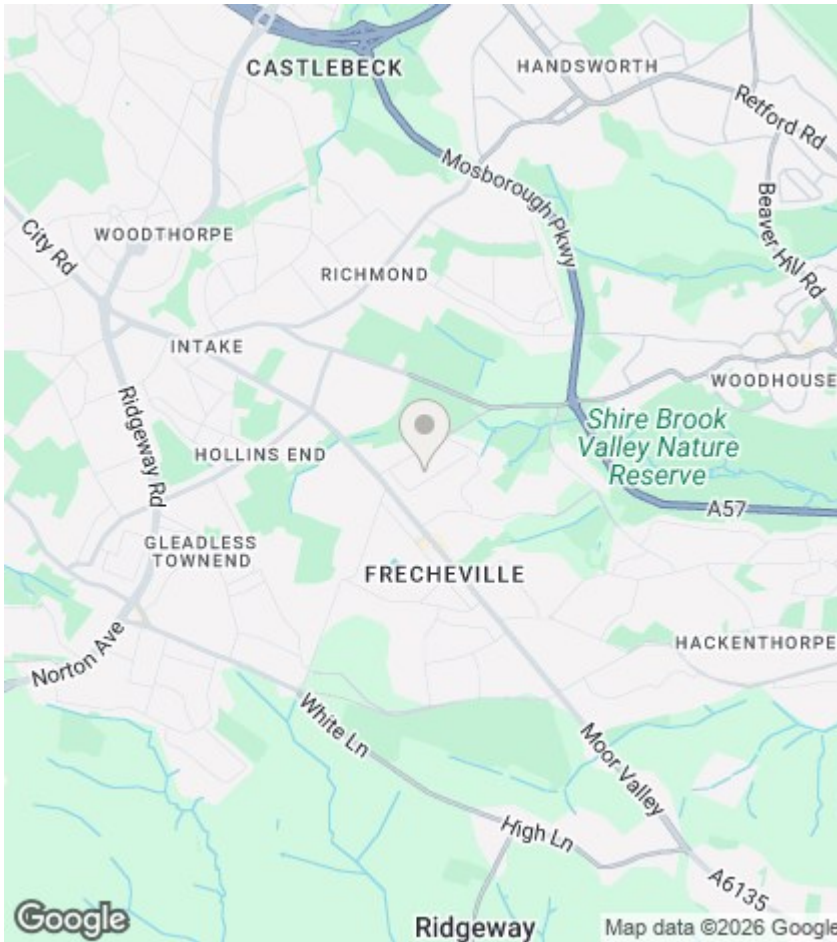 CASTLEBECK
HANDSWORTH
Retford Rd
Mosborough Pkwy
Beaver Hill Rd
City Rd
WOODTHORPE
RICHMOND
INTAKE
WOODHOUSE
Ridgeway Rd
Shire Brook
Valley Nature
Reserve
HOLLINS END
A57
GLEADLESS
TOWNEND
FRECHEVILLE
HACKENTHORPE
Norton Ave
White Ln
Moor Valley
High Ln
A6135
Google
Ridgeway
Map data ©2026 Google